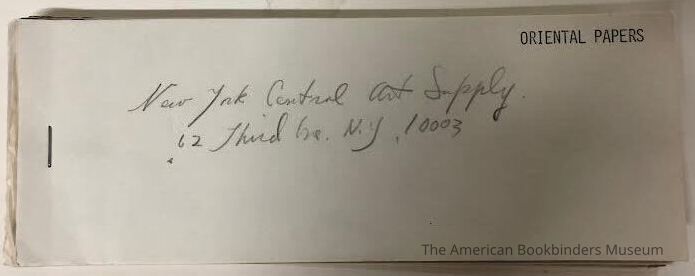 ORIENTAL PAPERS
New York Central Art Supply.
62 Third Ave. N.Y. 10003
The American Bookbinders Museum